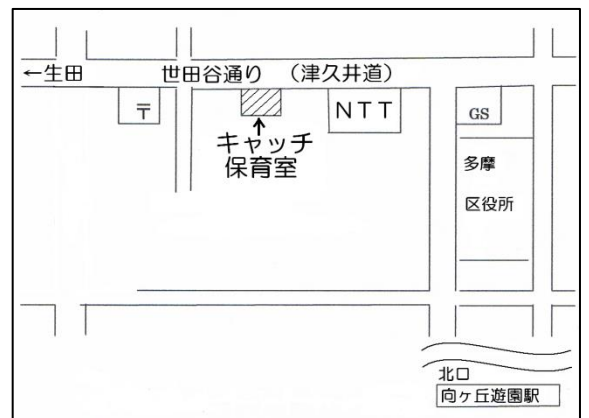 ←生田
世田谷通り （津久井道）
〒
NTT
GS
キャッチ
保育室
多摩
区役所
北口
向ヶ丘遊園駅